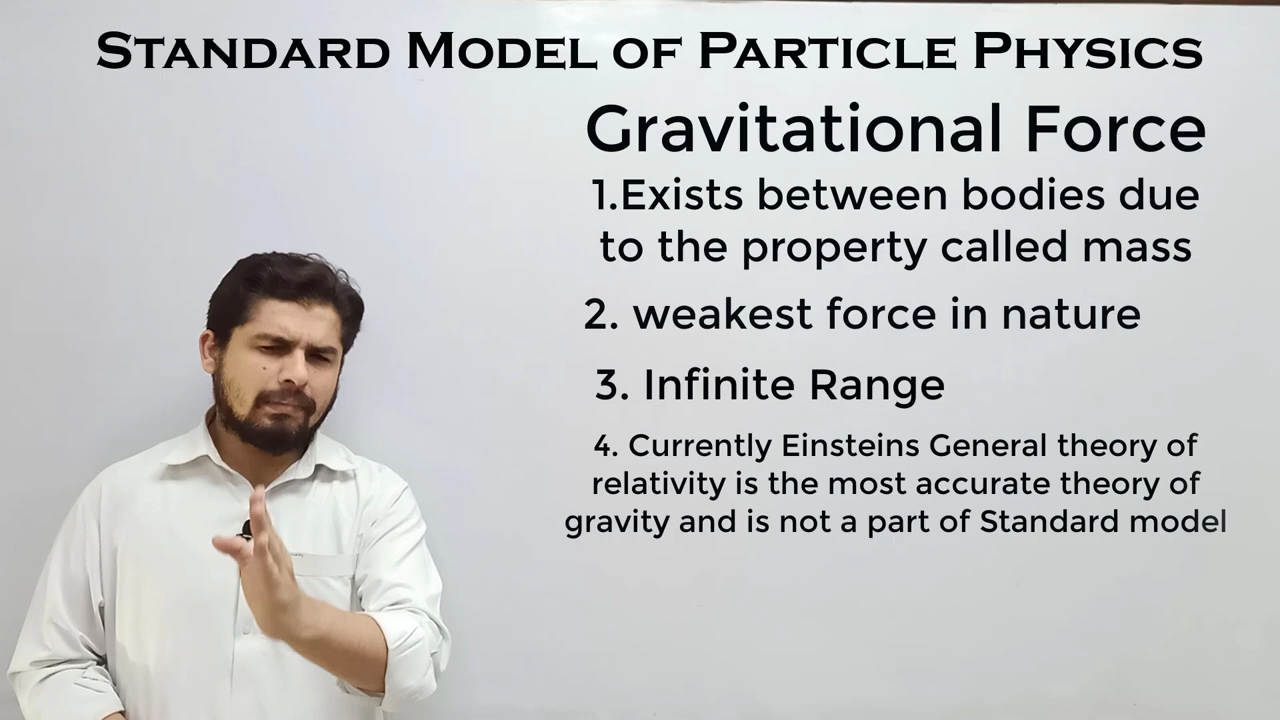 Standard Model of Particle Physics
Gravitational Force
1.Exists between bodies due
to the property called mass
2. weakest force in nature
3. Infinite Range
4. Currently Einsteins General theory of
relativity is the most accurate theory of
gravity and is not a part of Standard model